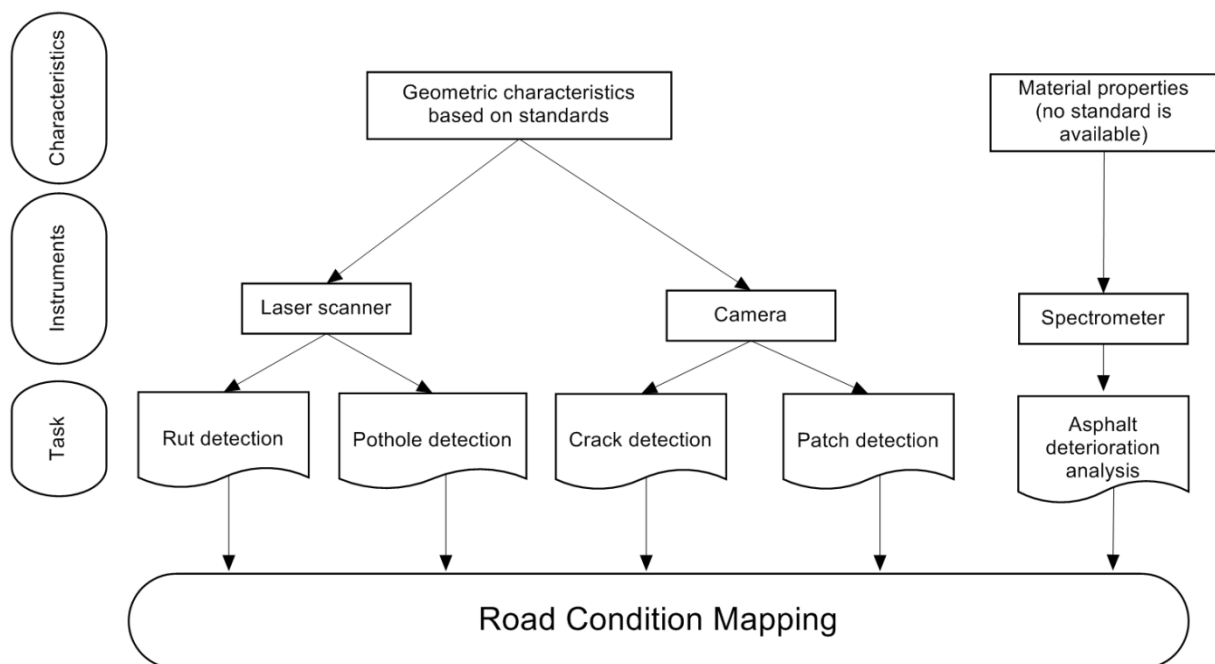 Characteristics
Geometric characteristics
based on standards
Material properties
(no standard is
available)
Instruments
Laser scanner
Camera
Spectrometer
Task
Rut detection
Pothole detection
Crack detection
Patch detection
Asphalt
deterioration
analysis
Road Condition Mapping